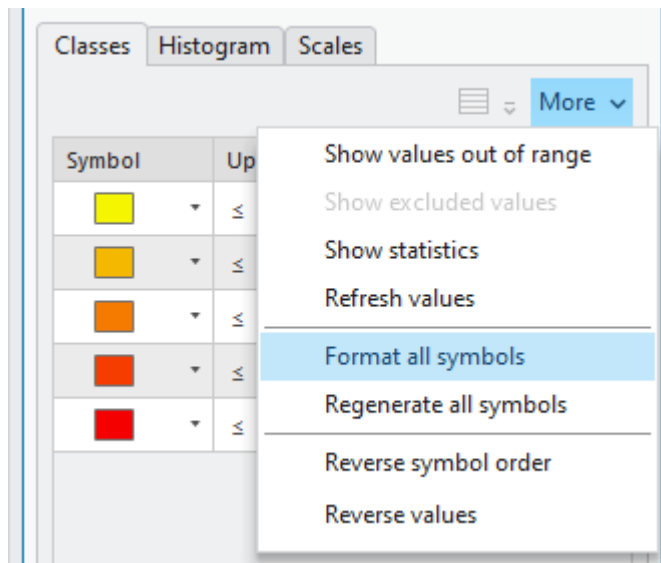 Classes Histogram Scales
More
Symbol Up
Show values out of range
≤ Show excluded values
≤ Show statistics
Refresh values
≤
Format all symbols
≤ Regenerate all symbols
≤
Reverse symbol order
Reverse values